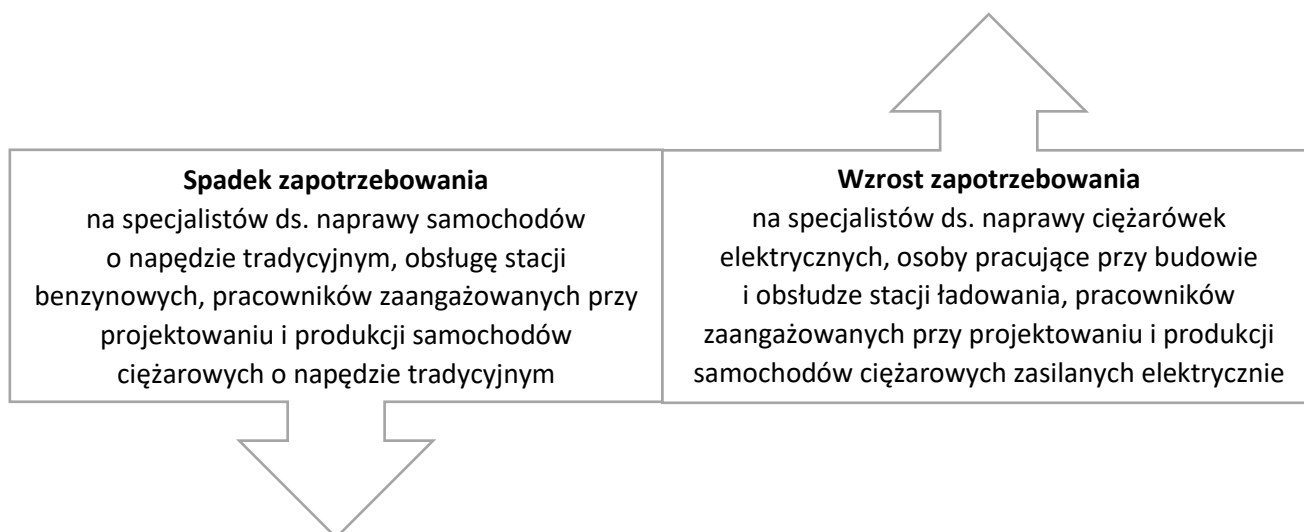 Spadek zapotrzebowania
na specjalistów ds. naprawy samochodów
o napędzie tradycyjnym, obsługę stacji
benzynowych, pracowników zaangażowanych przy
projektowaniu i produkcji samochodów
ciężarowych o napędzie tradycyjnym
Wzrost zapotrzebowania
na specjalistów ds. naprawy ciężarówek
elektrycznych, osoby pracujące przy budowie
i obsłudze stacji ładowania, pracowników
zaangażowanych przy projektowaniu i produkcji
samochodów ciężarowych zasilanych elektrycznie